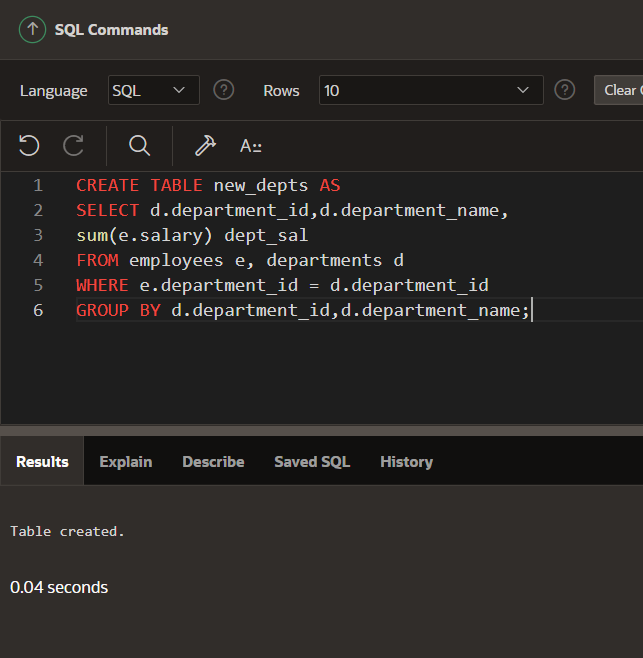 SQL Commands
Language SQL Rows 10 Clear
A::
1 CREATE TABLE new_depts AS
2 SELECT d.department_id,d.department_name,
3 sum(e.salary) dept_sal
4 FROM employees e, departments d
5 WHERE e.department_id = d.department_id
6 GROUP BY d.department_id,d.department_name;
Results Explain Describe Saved SQL History
Table created.
0.04 seconds